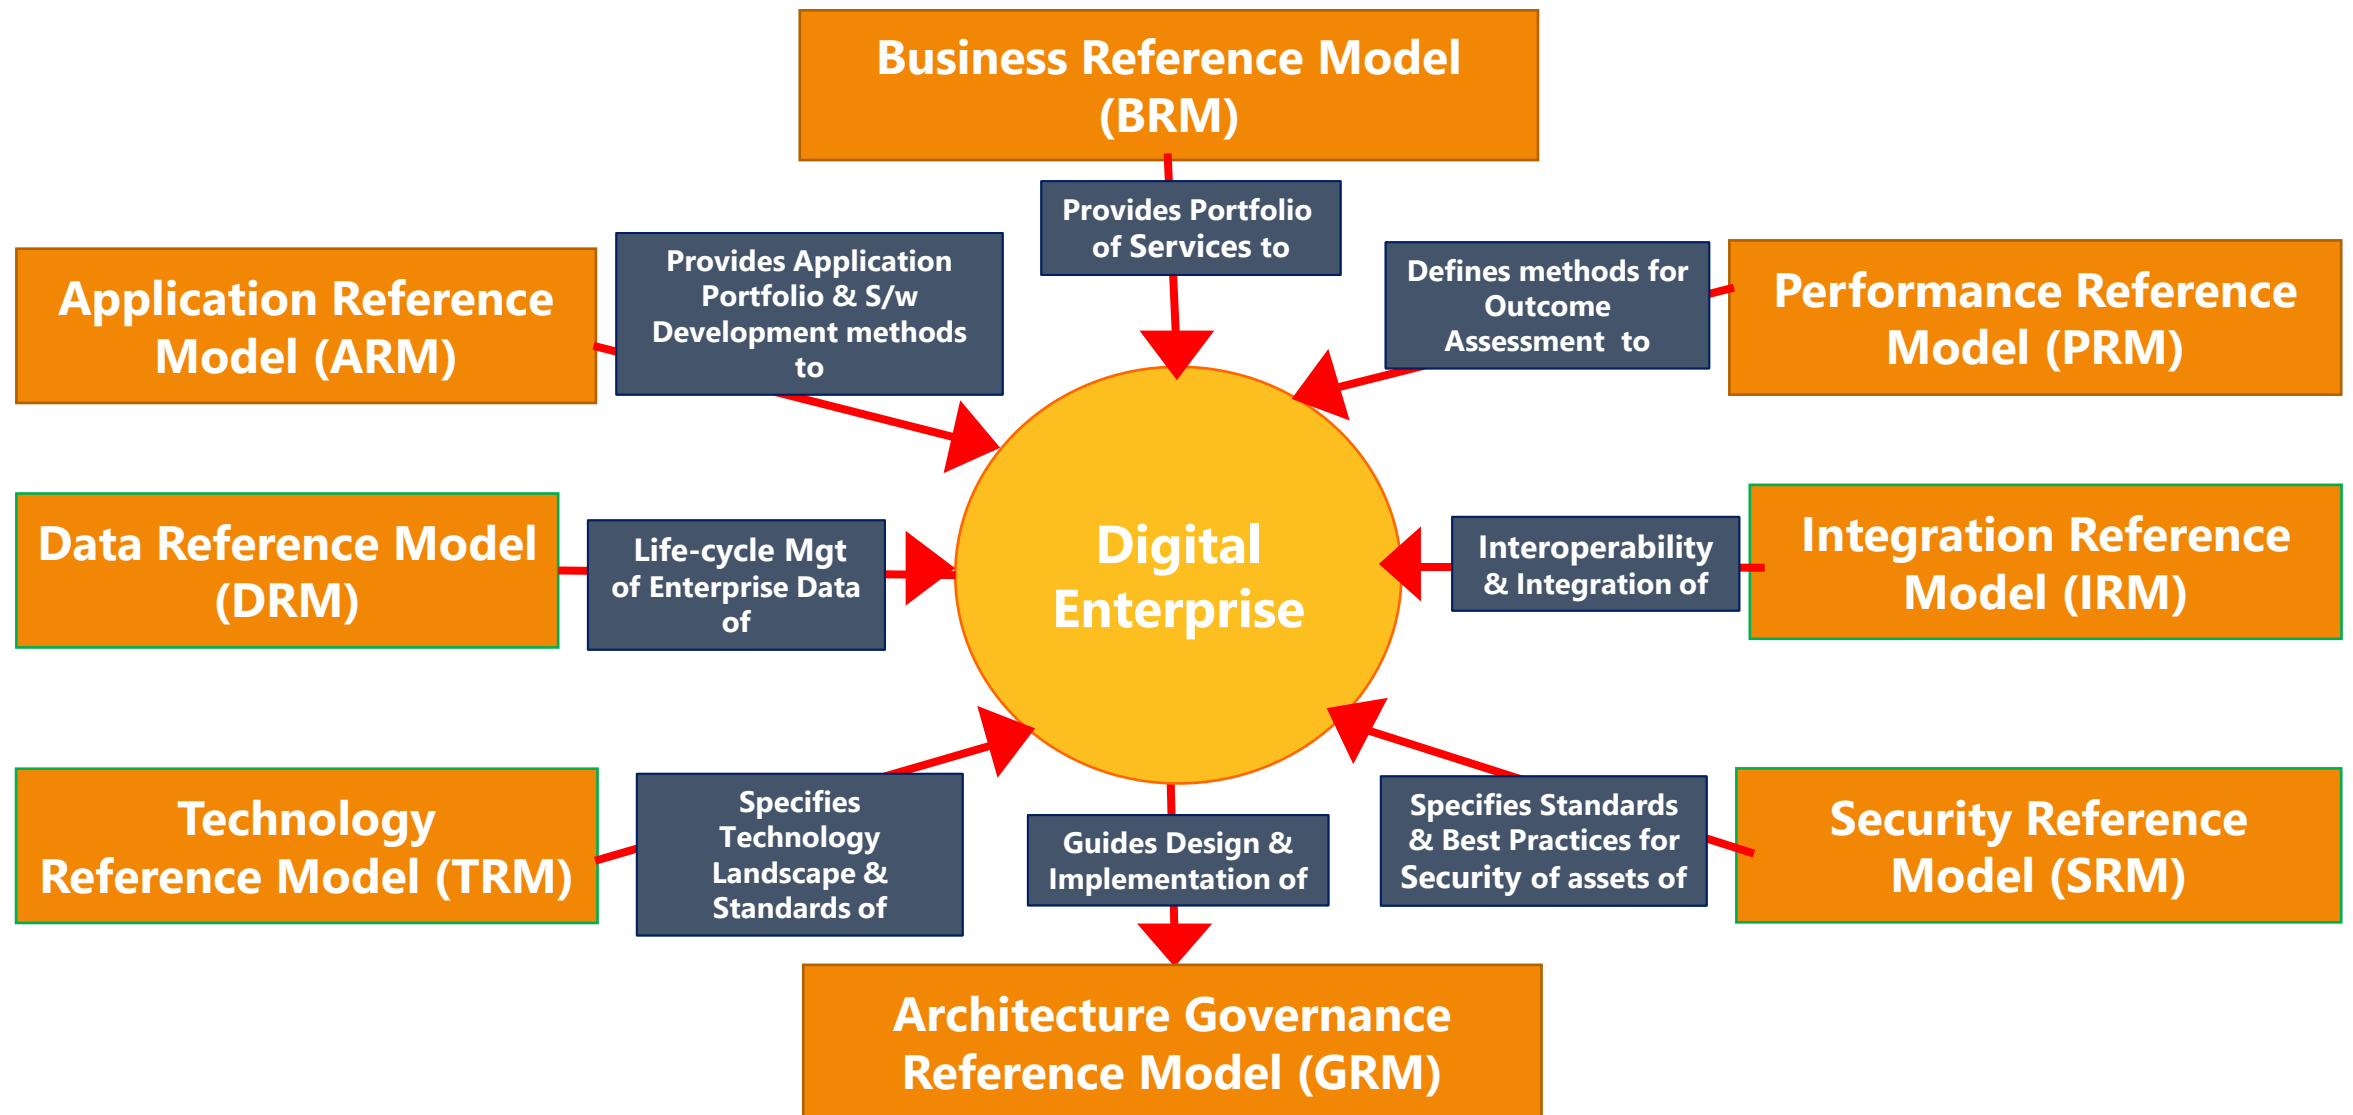 Business Reference Model
(BRM)
Provides Portfolio
of Services to
Application Reference
Model (ARM)
Provides Application
Portfolio & S/w
Development methods
to
Defines methods for
Outcome
Assessment to
Performance Reference
Model (PRM)
Data Reference Model
(DRM)
Life-cycle Mgt
of Enterprise Data
of
Digital
Enterprise
Interoperability
& Integration of
Integration Reference
Model (IRM)
Technology
Reference Model (TRM)
Specifies
Technology
Landscape &
Standards of
Guides Design &
Implementation of
Specifies Standards
& Best Practices for
Security of assets of
Security Reference
Model (SRM)
Architecture Governance
Reference Model (GRM)